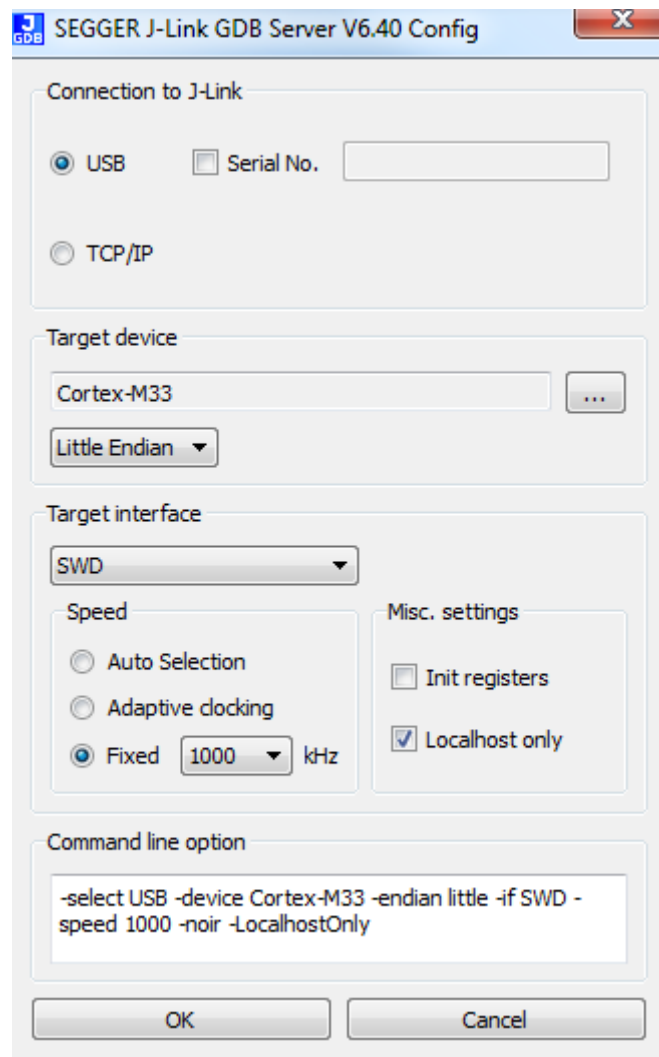 J
GDB
SEGGER J-Link GDB Server V6.40 Config
Connection to J-Link
USB
Serial No.
TCP/IP
Target device
Cortex-M33
...
Little Endian
Target interface
SWD
Speed
Auto Selection
Adaptive clocking
Fixed 1000 kHz
Misc. settings
Init registers
Localhost only
Command line option
-select USB -device Cortex-M33 -endian little -if SWD -
speed 1000 -noir -LocalhostOnly
OK
Cancel